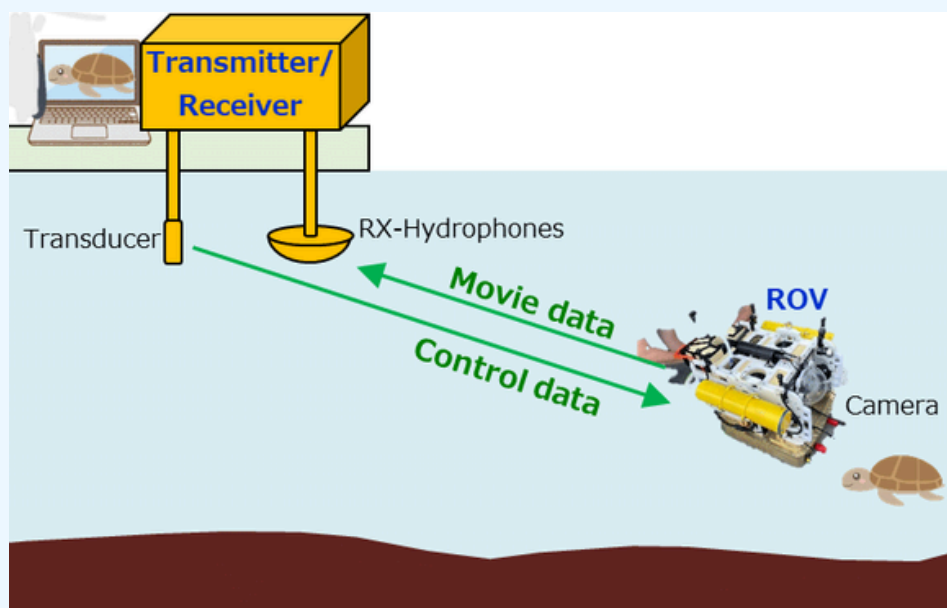 Transmitter/
Receiver
Transducer
RX-Hydrophones
Movie data
Control data
ROV
Camera